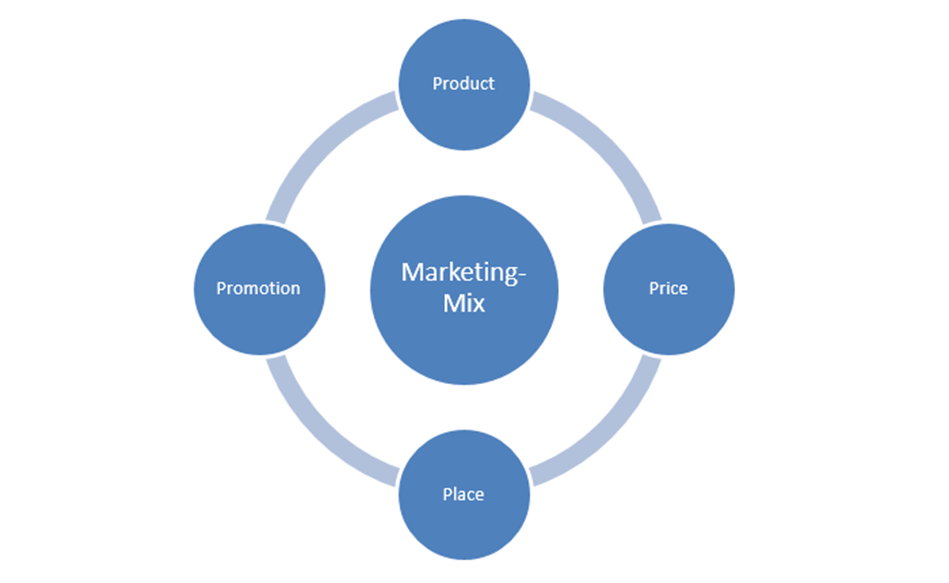 Product
Promotion
Marketing-
Mix
Price
Place